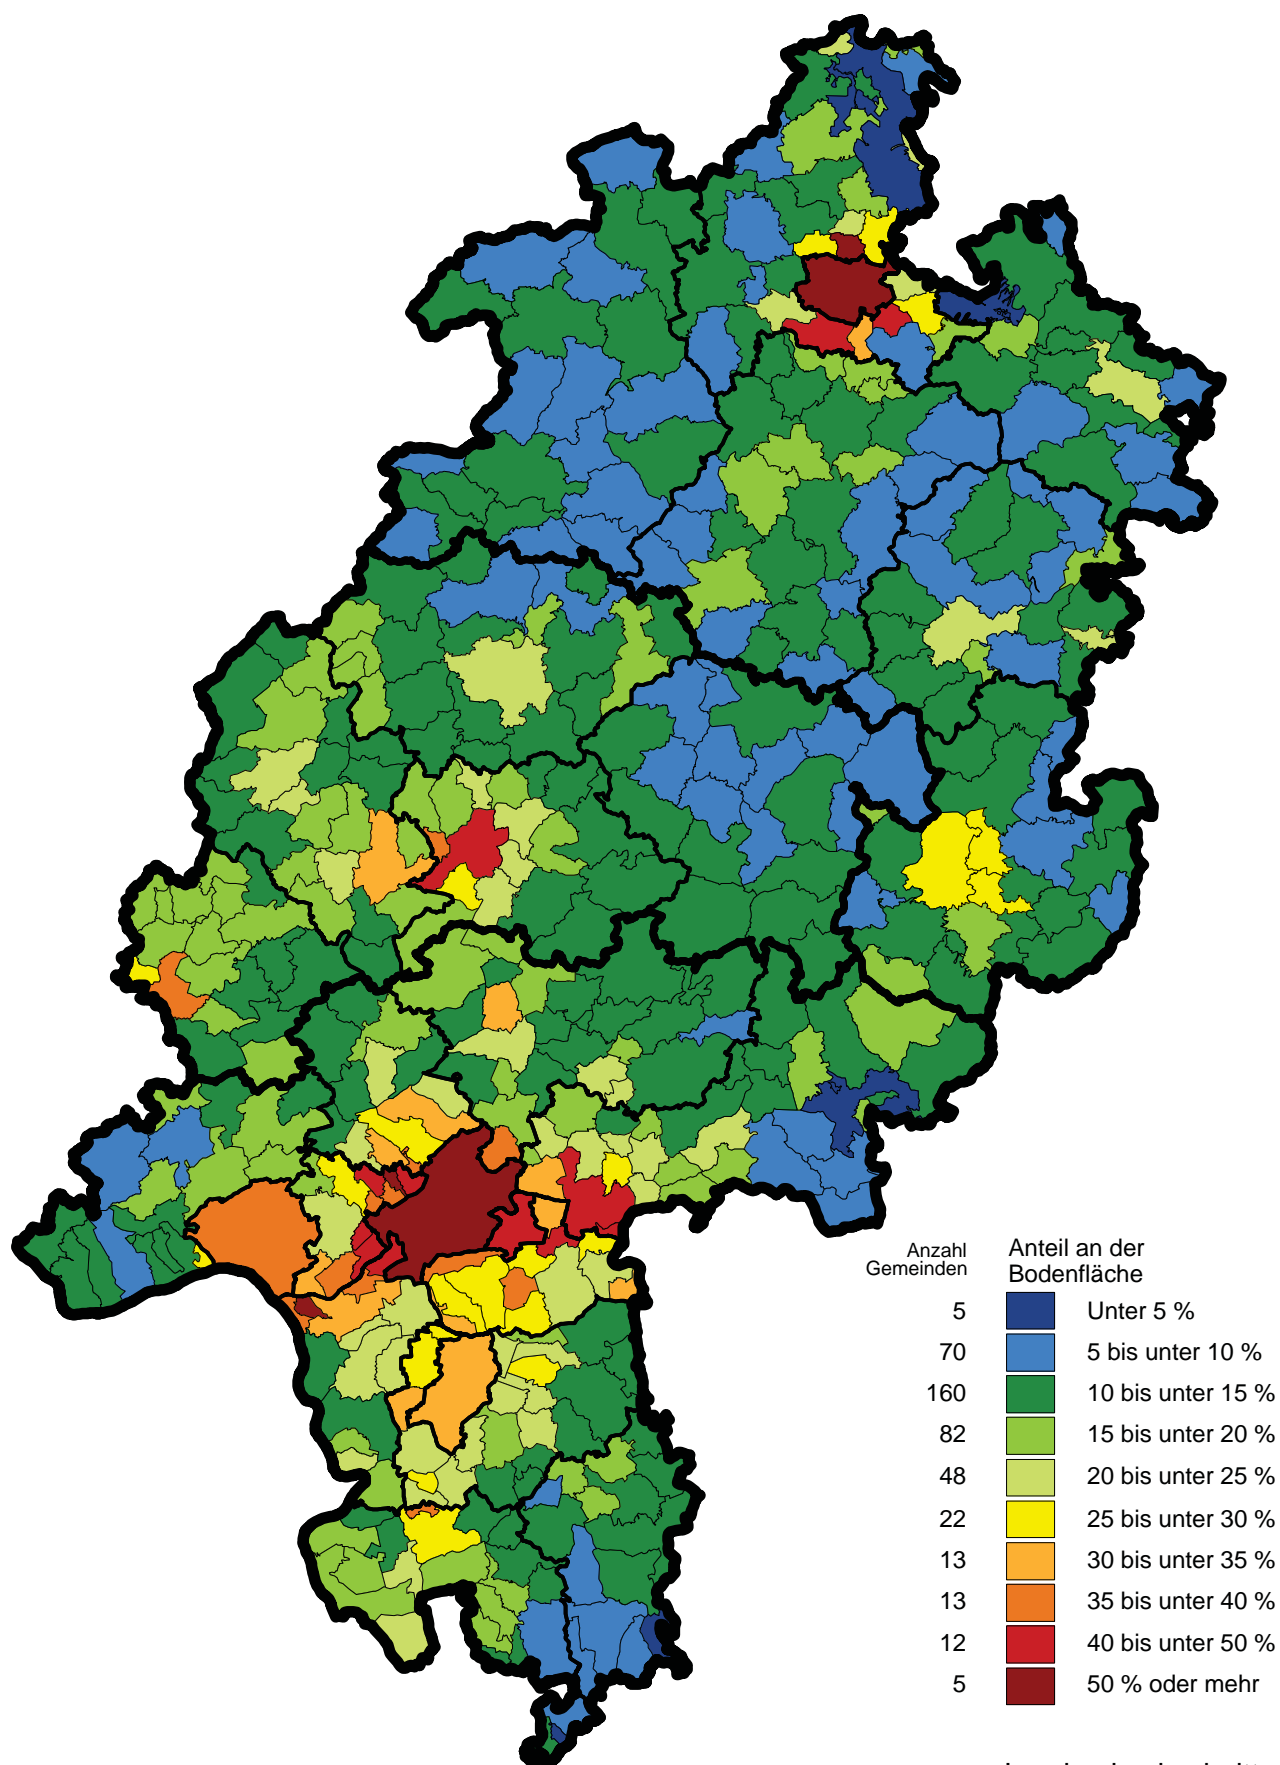 Anzahl
Gemeinden
Anteil an der
Bodenfläche
5 Unter 5 %
70 5 bis unter 10 %
160 10 bis unter 15 %
82 15 bis unter 20 %
48 20 bis unter 25 %
22 25 bis unter 30 %
13 30 bis unter 35 %
13 35 bis unter 40 %
12 40 bis unter 50 %
5 50 % oder mehr